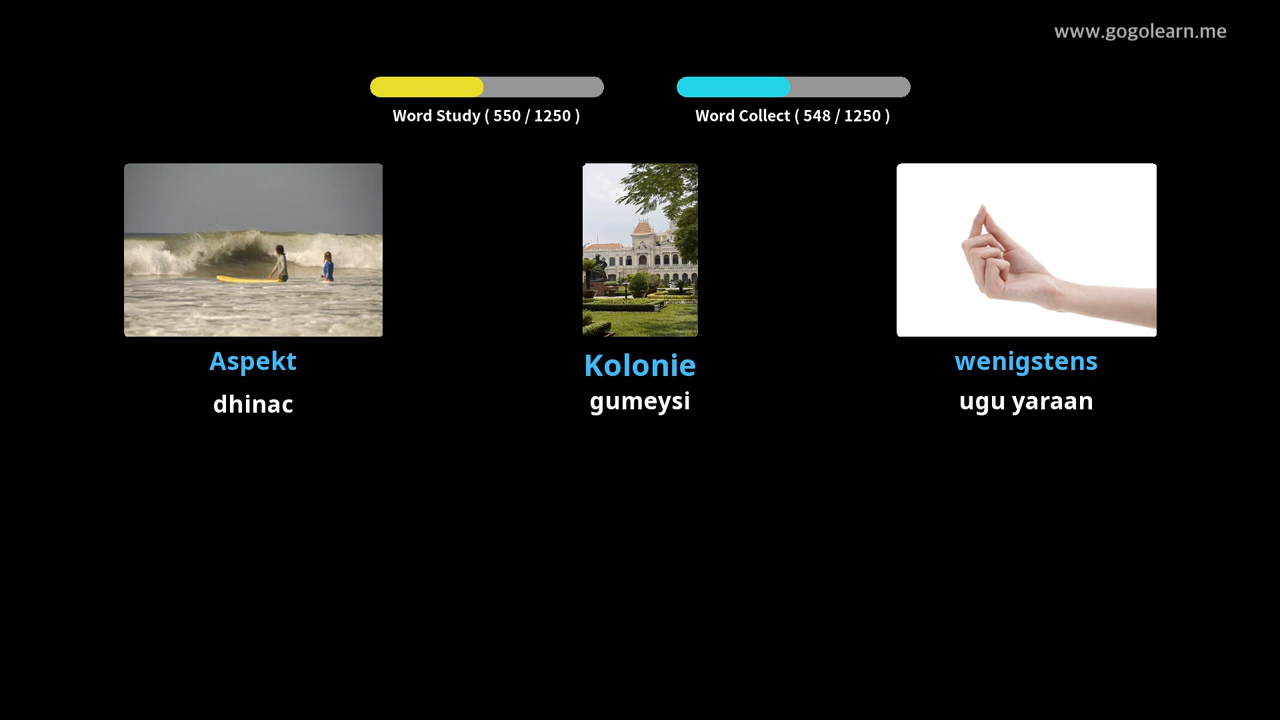 www.gogolearn.me
Word Study ( 550 / 1250 )
Word Collect ( 548 / 1250 )
Aspekt
dhinac
Kolonie
gumeysi
wenigstens
ugu yaraan